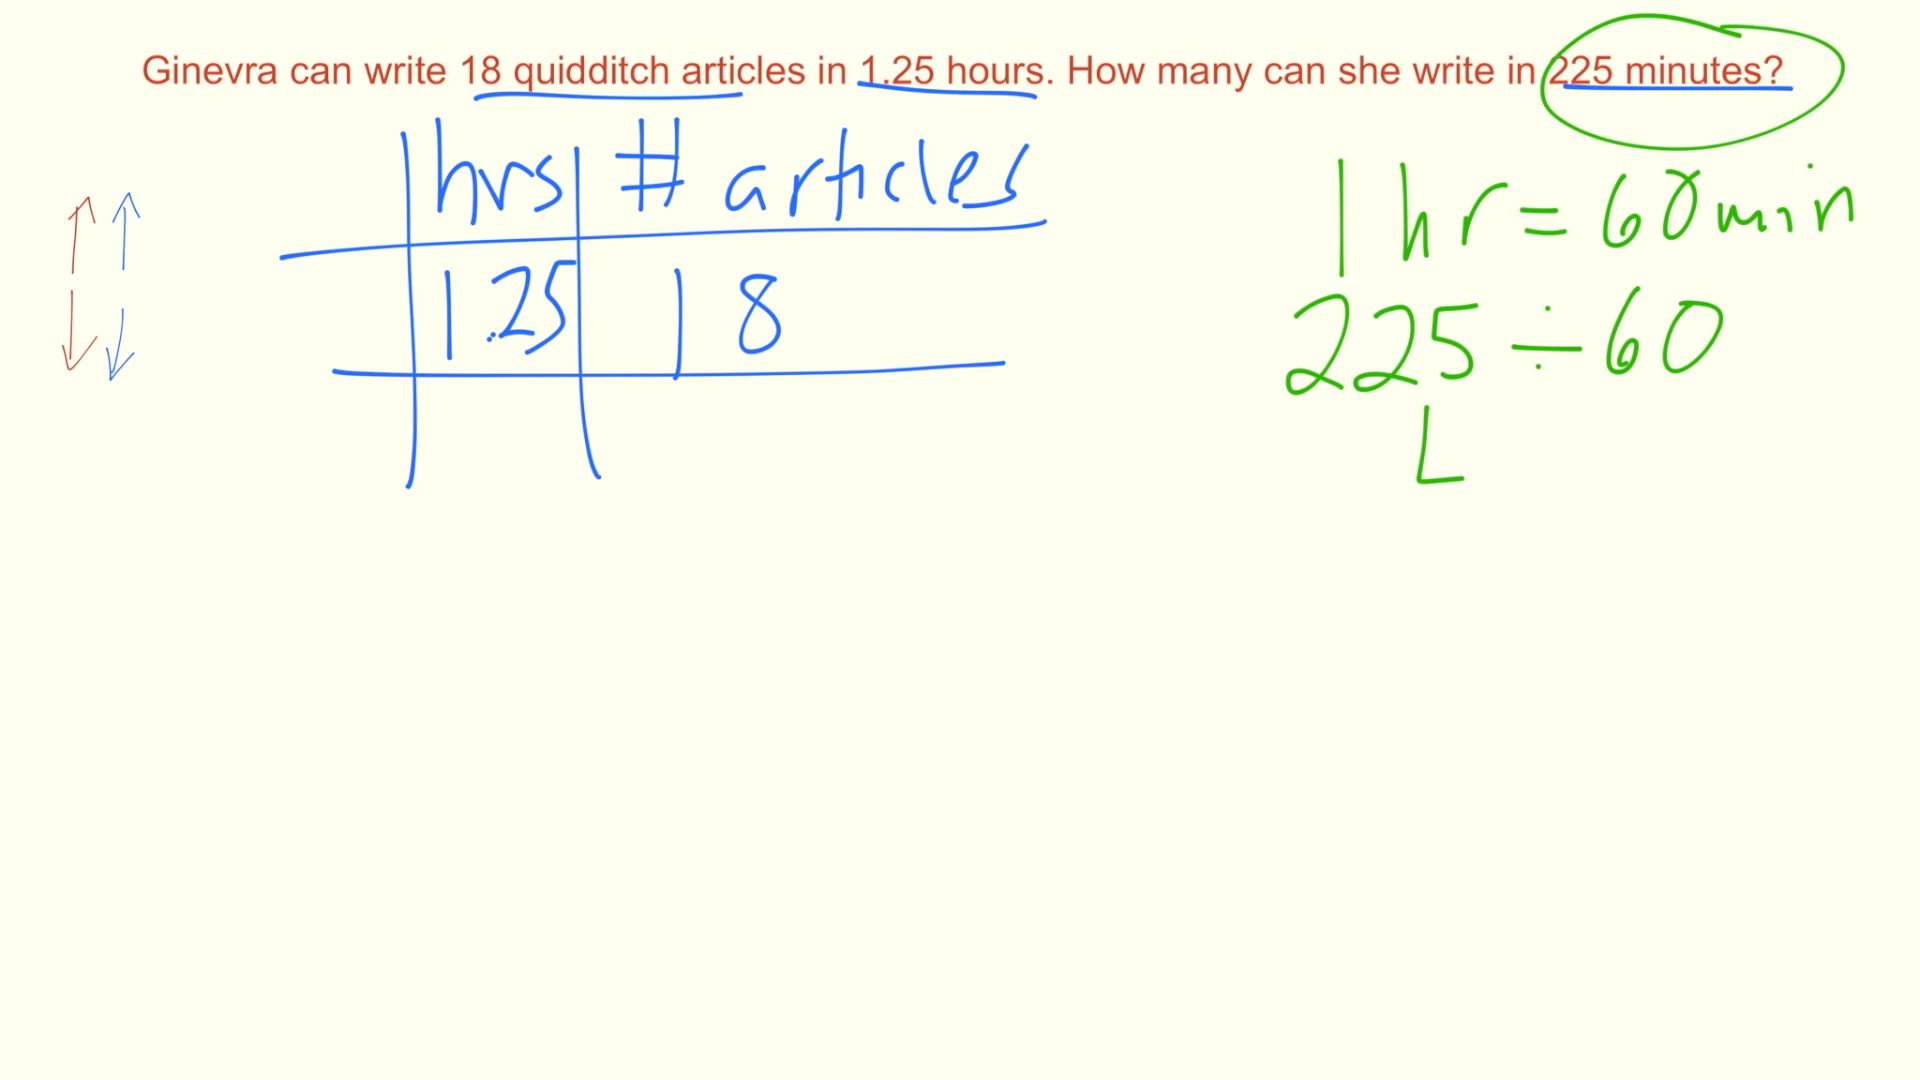 Ginevra can write 18 quidditch articles in 1.25 hours. How many can she write in 225 minutes?
hrs # articles
1.25 18
1 hr = 60 min
225 ÷ 60
L